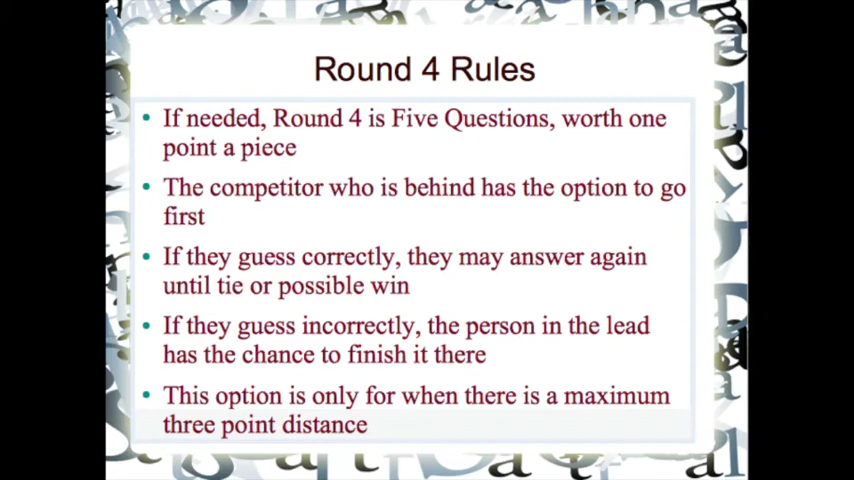 Round 4 Rules
• If needed, Round 4 is Five Questions, worth one
point a piece
• The competitor who is behind has the option to go
first
• If they guess correctly, they may answer again
until tie or possible win
• If they guess incorrectly, the person in the lead
has the chance to finish it there
• This option is only for when there is a maximum
three point distance